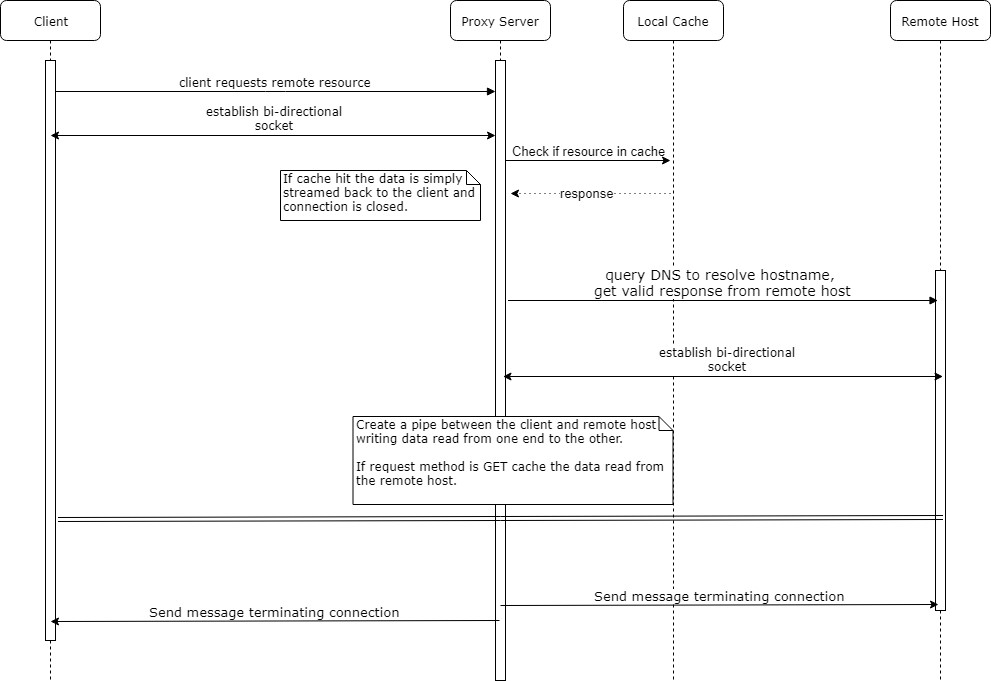 Client
Proxy Server
Local Cache
Remote Host
client requests remote resource
establish bi-directional
socket
Check if resource in cache
If cache hit the data is simply
streamed back to the client and
connection is closed.
response
query DNS to resolve hostname,
get valid response from remote host
establish bi-directional
socket
Create a pipe between the client and remote host
writing data read from one end to the other.
If request method is GET cache the data read from
the remote host.
Send message terminating connection
Send message terminating connection